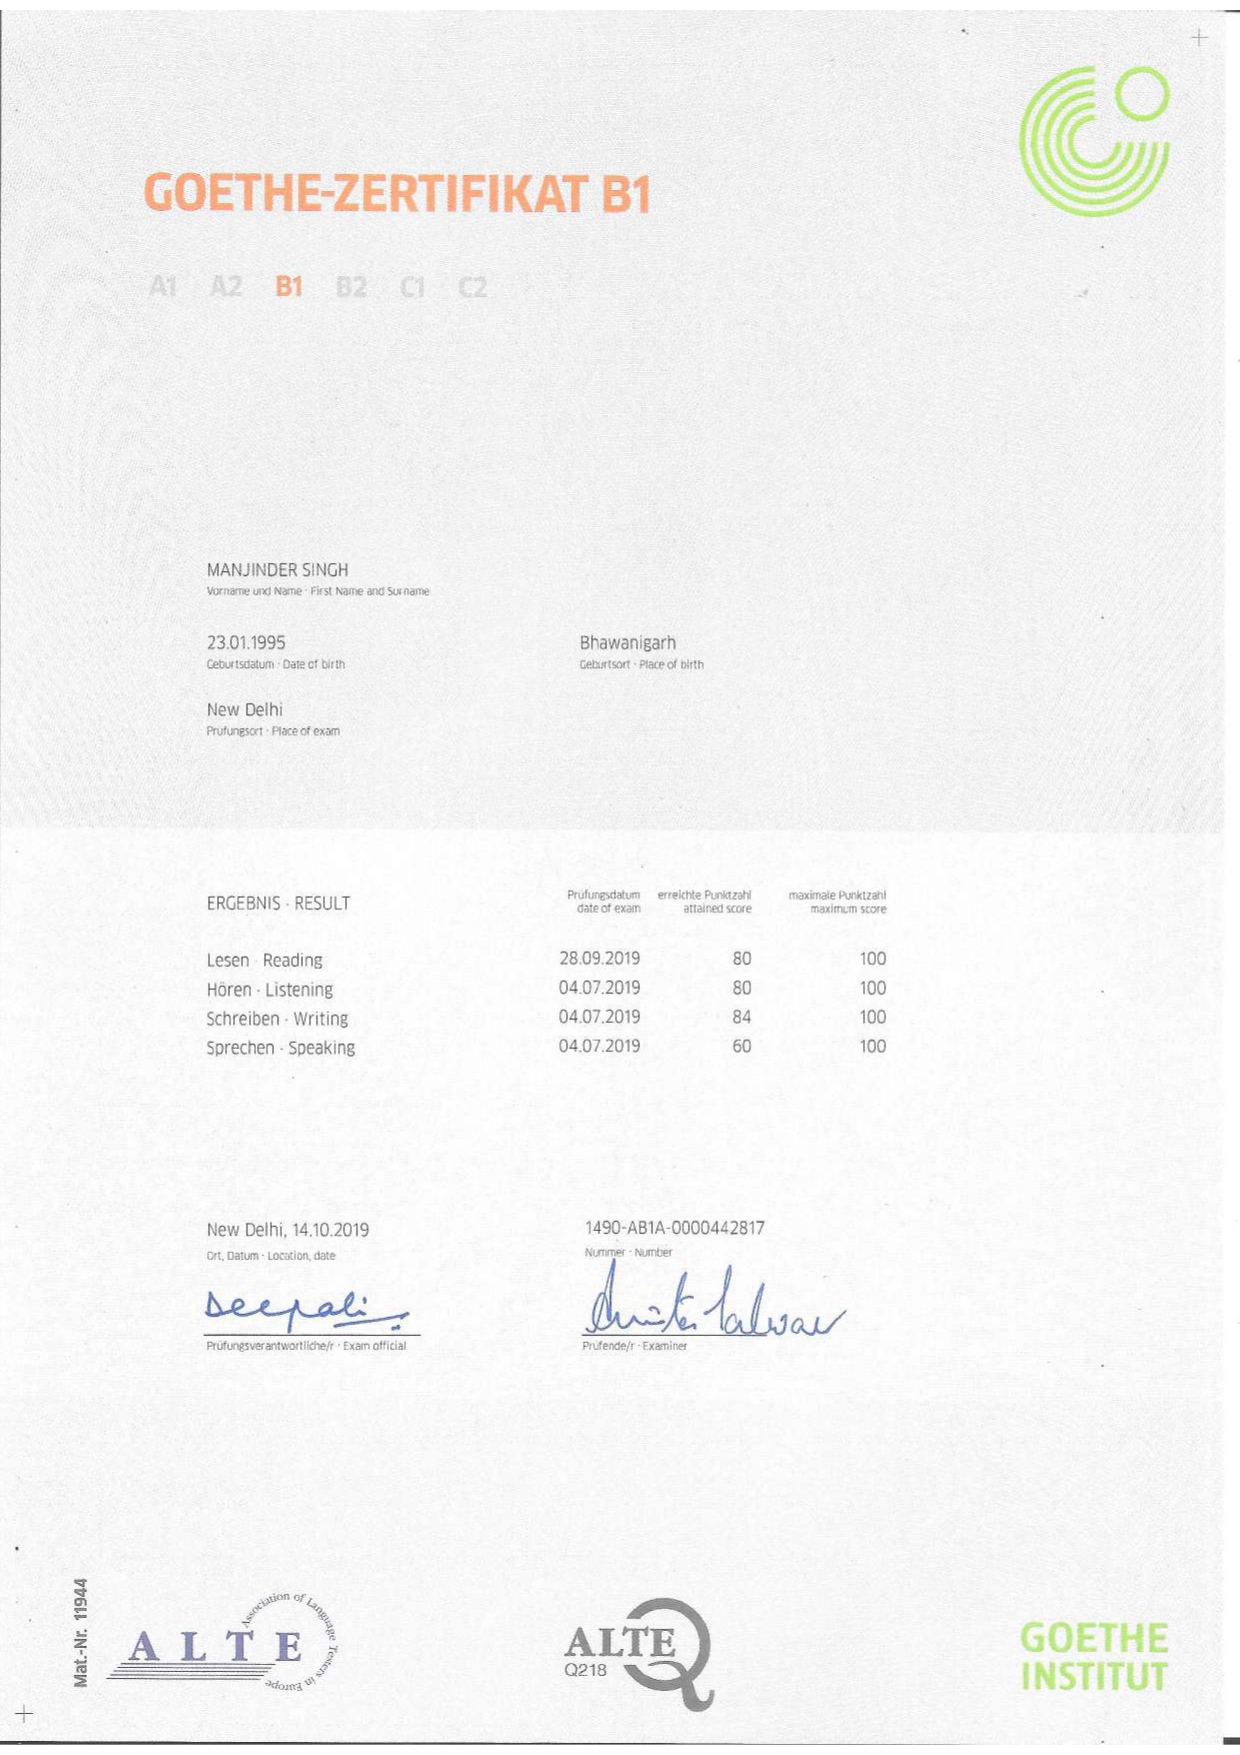 GOETHE-ZERTIFIKAT B1
A1 A2 B1 B2 C1 C2
MANJINDER SINGH
Vorname und Name · First Name and Surname
23.01.1995 Bhawanigarh
Geburtsdatum · Date of birth Geburtsort · Place of birth
New Delhi
Prüfungsort · Place of exam
ERGEBNIS · RESULT Prüfungsdatum erreichte Punktzahl maximale Punktzahl
date of exam attained score maximum score
Lesen · Reading 28.09.2019 80 100
Hören · Listening 04.07.2019 80 100
Schreiben · Writing 04.07.2019 84 100
Sprechen · Speaking 04.07.2019 60 100
New Delhi, 14.10.2019 1490-AB1A-0000442817
Ort, Datum · Location, date Nummer · Number
Deepali
Prüfungsverantwortliche/r · Exam official Prüfende/r · Examiner
Mat.-Nr. 11944
ALTE
Association of Language Testers in Europe
ALTE
Q218
GOETHE
INSTITUT